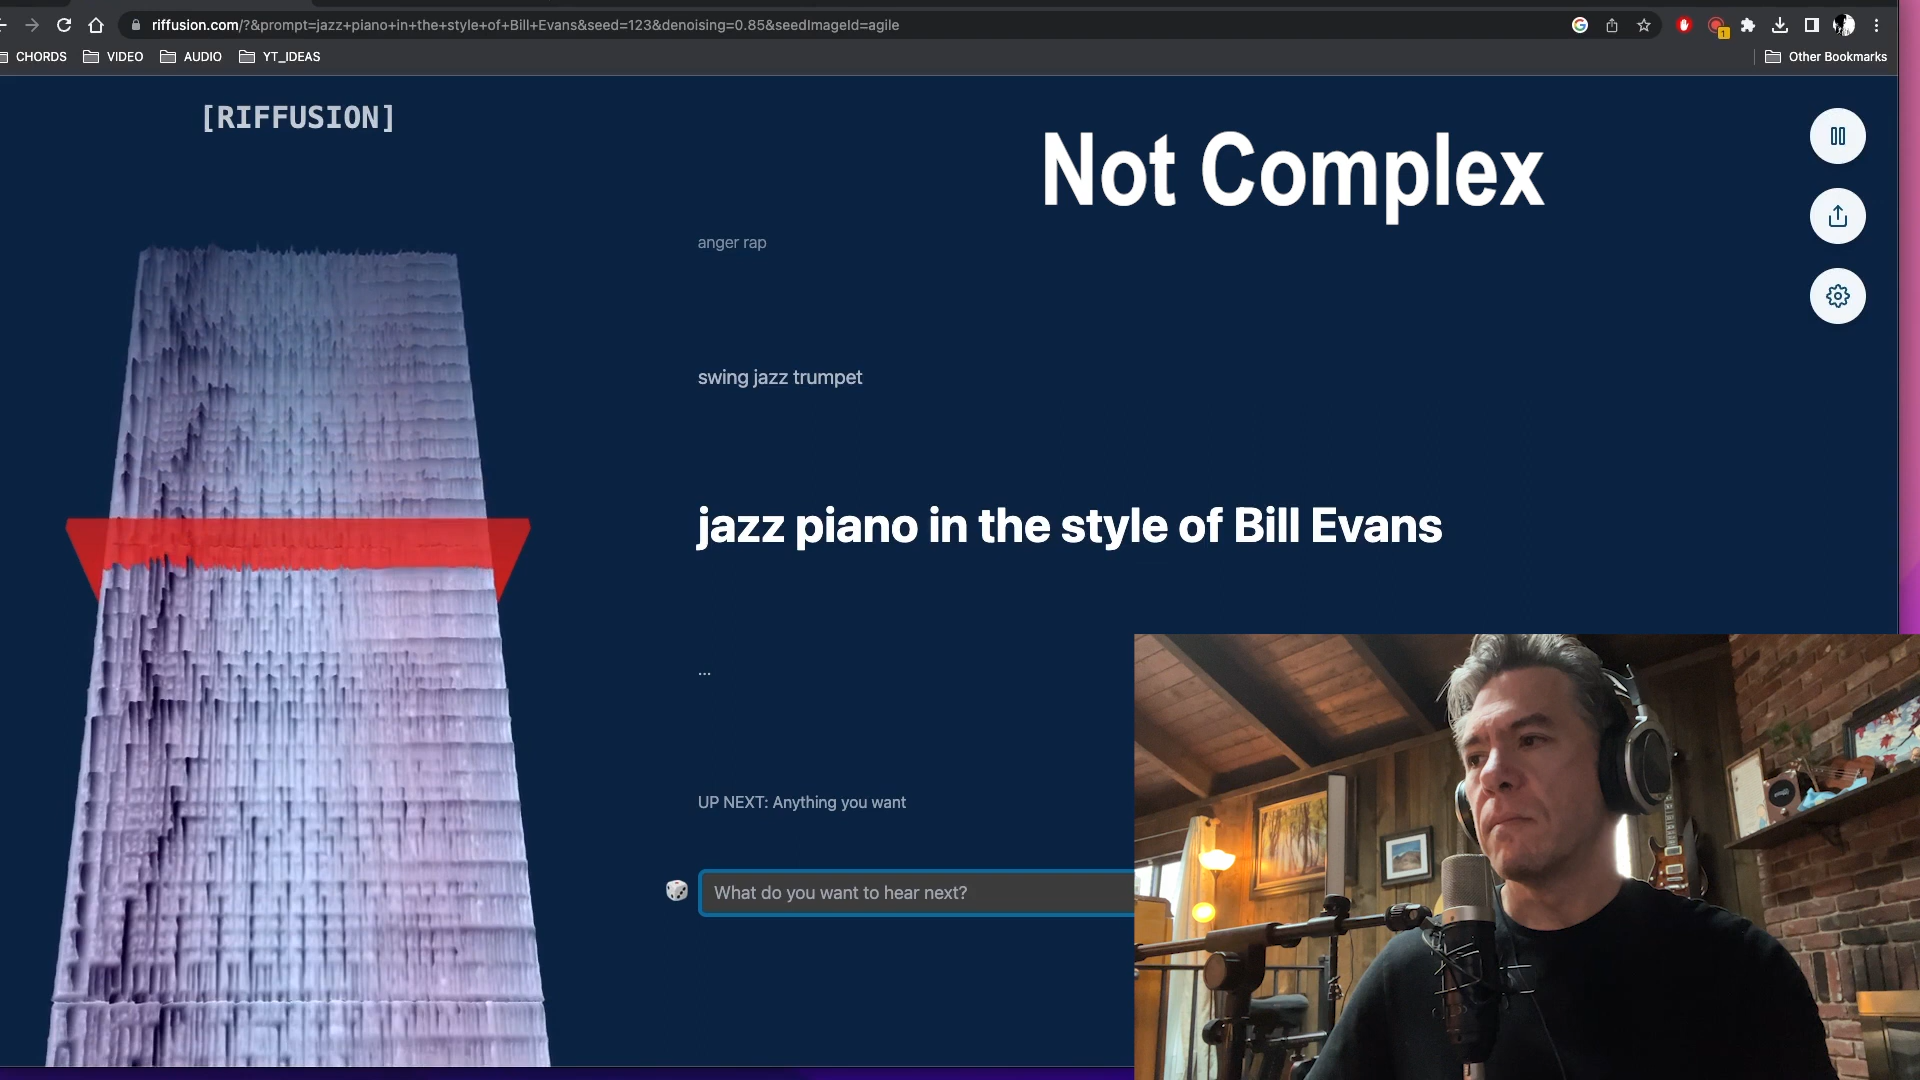 riffusion.com/?&prompt=jazz+piano+in+the+style+of+Bill+Evans&seed=123&denoising=0.85&seedImageId=agile
1
CHORDS
VIDEO
AUDIO
YT_IDEAS
Other Bookmarks
[RIFFUSION]
Not Complex
anger rap
swing jazz trumpet
jazz piano in the style of Bill Evans
...
UP NEXT: Anything you want
What do you want to hear next?